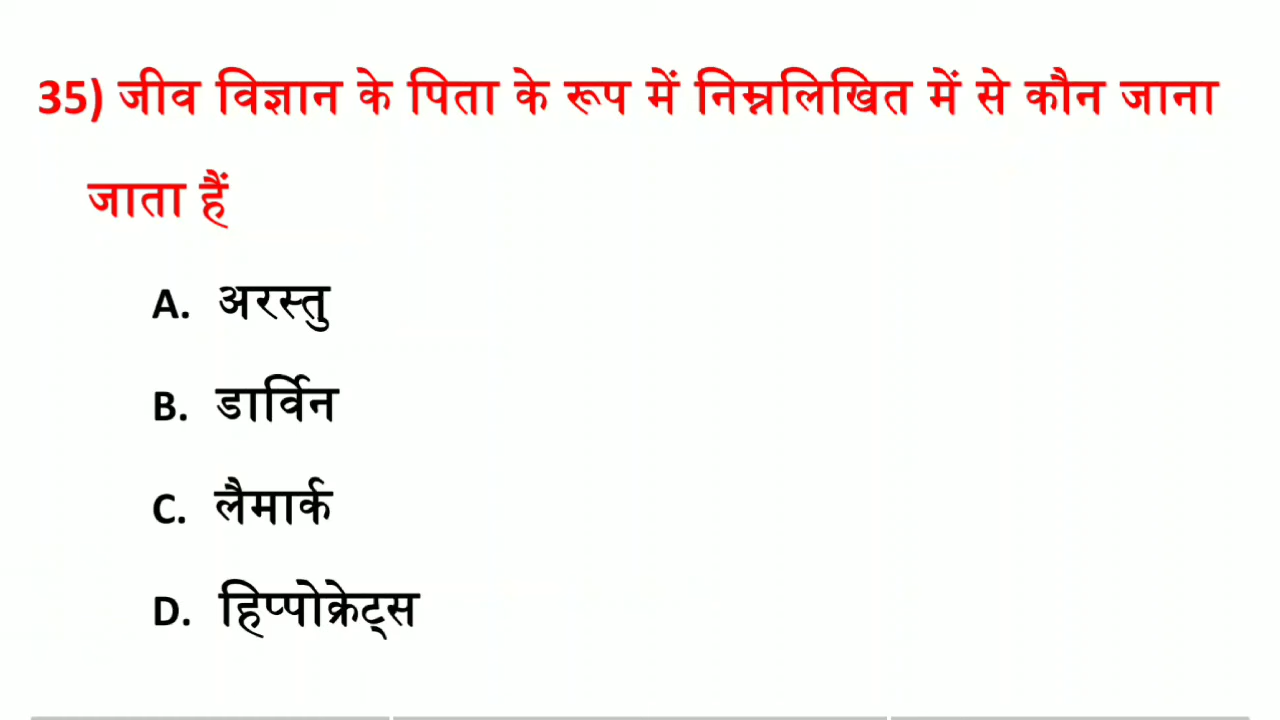 35) जीव विज्ञान के पिता के रूप में निम्नलिखित में से कौन जाना
जाता हैं
A. अरस्तु
B. डार्विन
C. लैमार्क
D. हिप्पोक्रेट्स